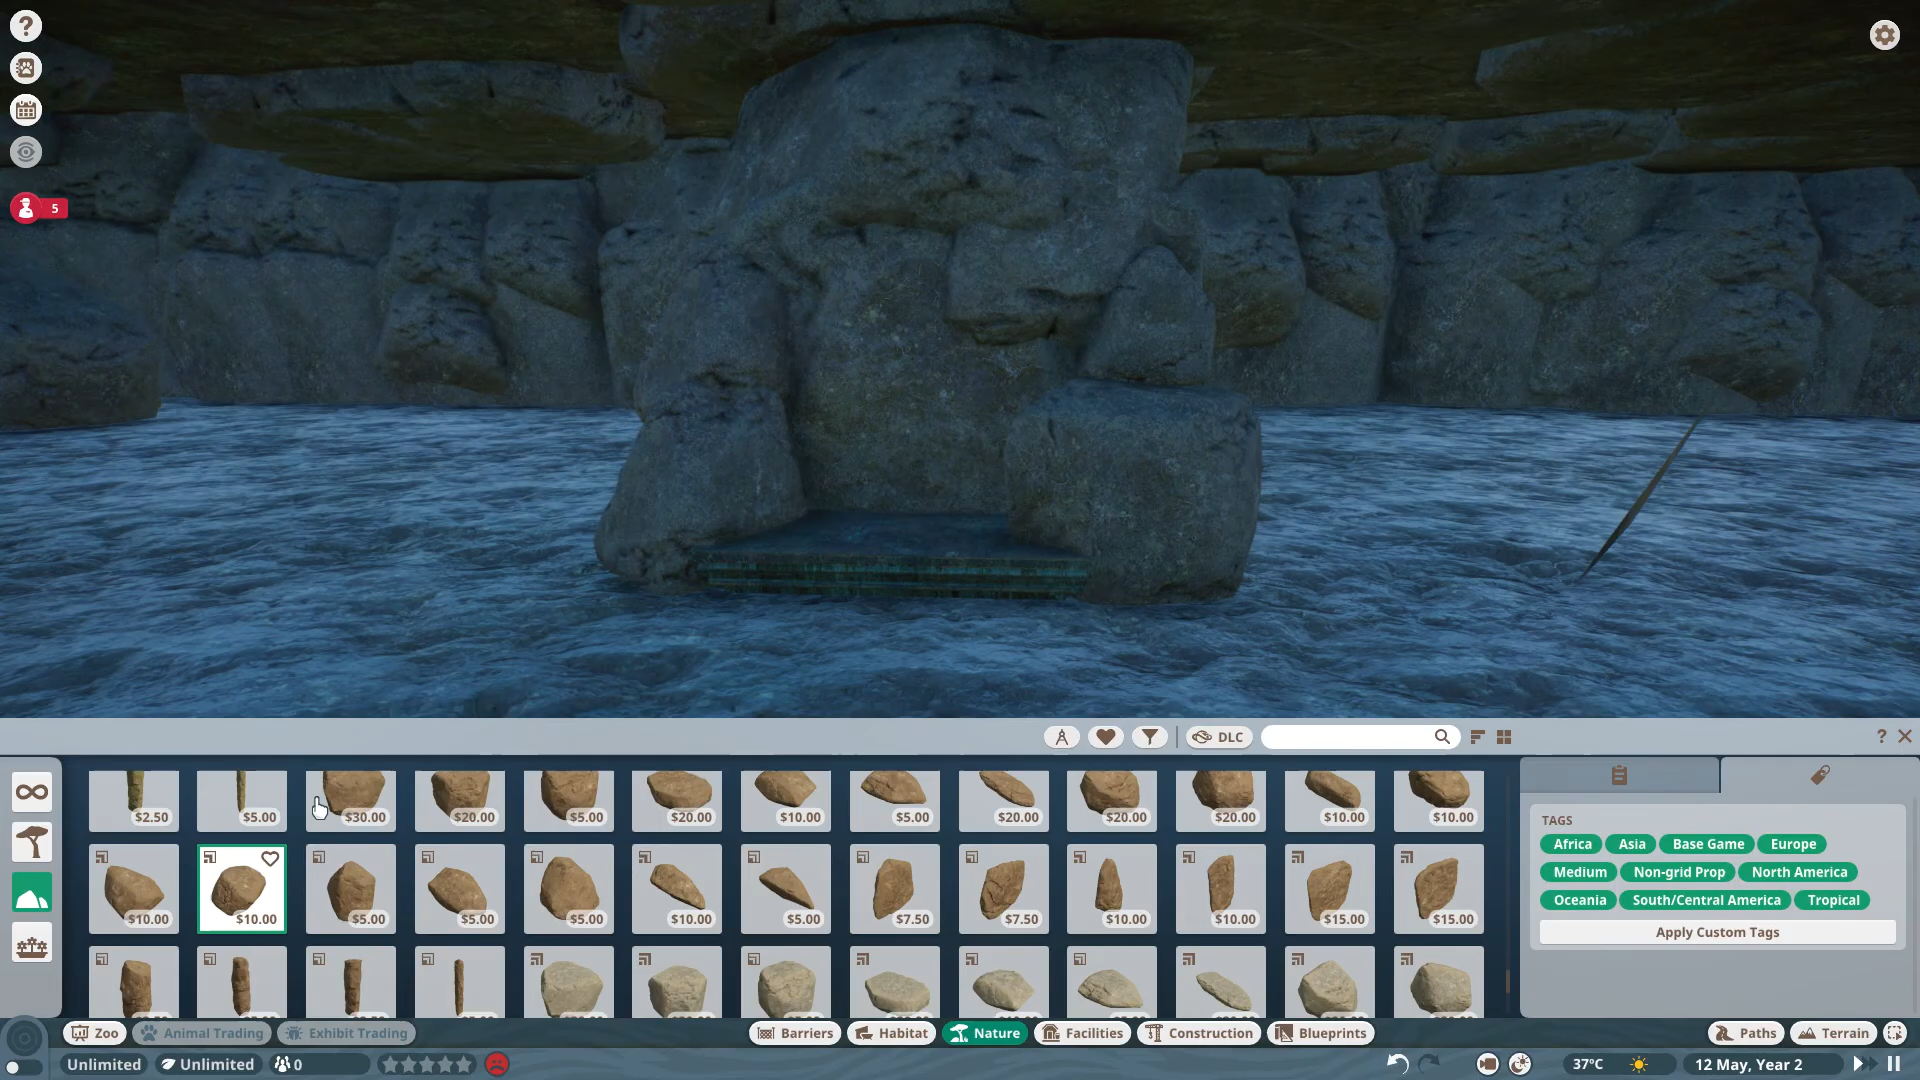 5
DLC
$2.50 $5.00 $30.00 $20.00 $5.00 $20.00 $10.00 $5.00 $20.00 $20.00 $20.00 $10.00 $10.00
$10.00 $10.00 $5.00 $5.00 $5.00 $10.00 $5.00 $7.50 $7.50 $10.00 $10.00 $15.00 $15.00
TAGS
Africa Asia Base Game Europe
Medium Non-grid Prop North America
Oceania South/Central America Tropical
Apply Custom Tags
Zoo Animal Trading Exhibit Trading Barriers Habitat Nature Facilities Construction Blueprints Paths Terrain
Unlimited Unlimited 0 37°C 12 May, Year 2